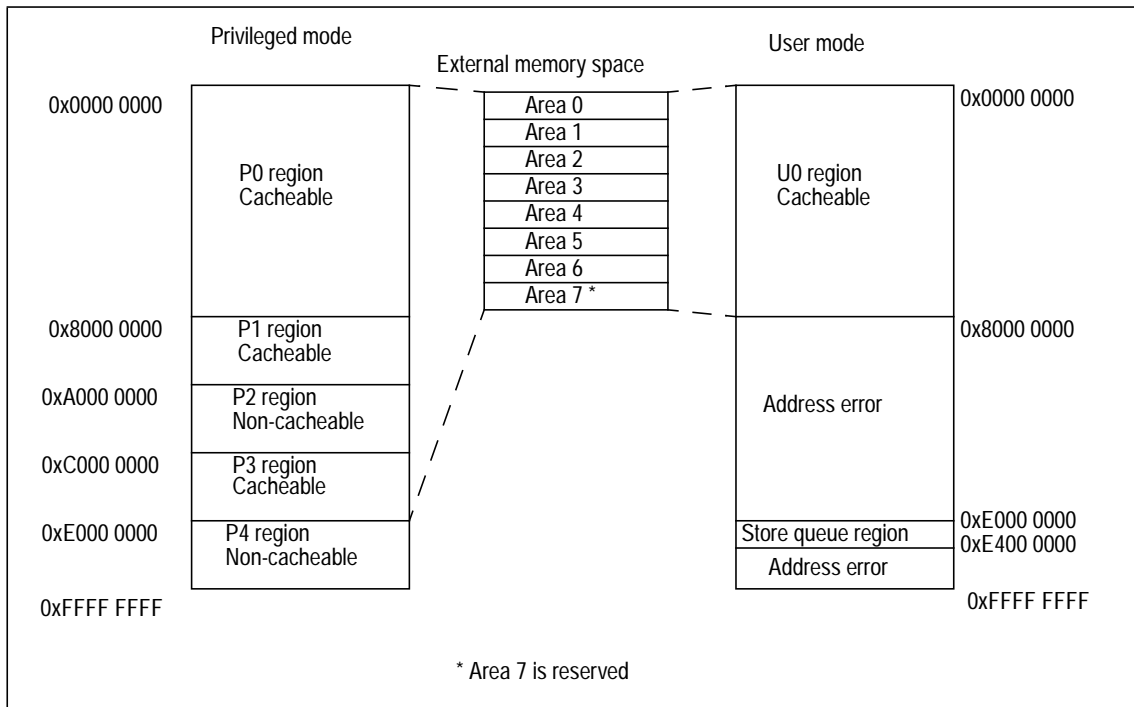 Privileged mode
0x0000 0000
P0 region
Cacheable
0x8000 0000
P1 region
Cacheable
0xA000 0000
P2 region
Non-cacheable
0xC000 0000
P3 region
Cacheable
0xE000 0000
P4 region
Non-cacheable
0xFFFF FFFF
External memory space
Area 0
Area 1
Area 2
Area 3
Area 4
Area 5
Area 6
Area 7 *
User mode
0x0000 0000
U0 region
Cacheable
0x8000 0000
Address error
0xE000 0000
Store queue region
0xE400 0000
Address error
0xFFFF FFFF
* Area 7 is reserved